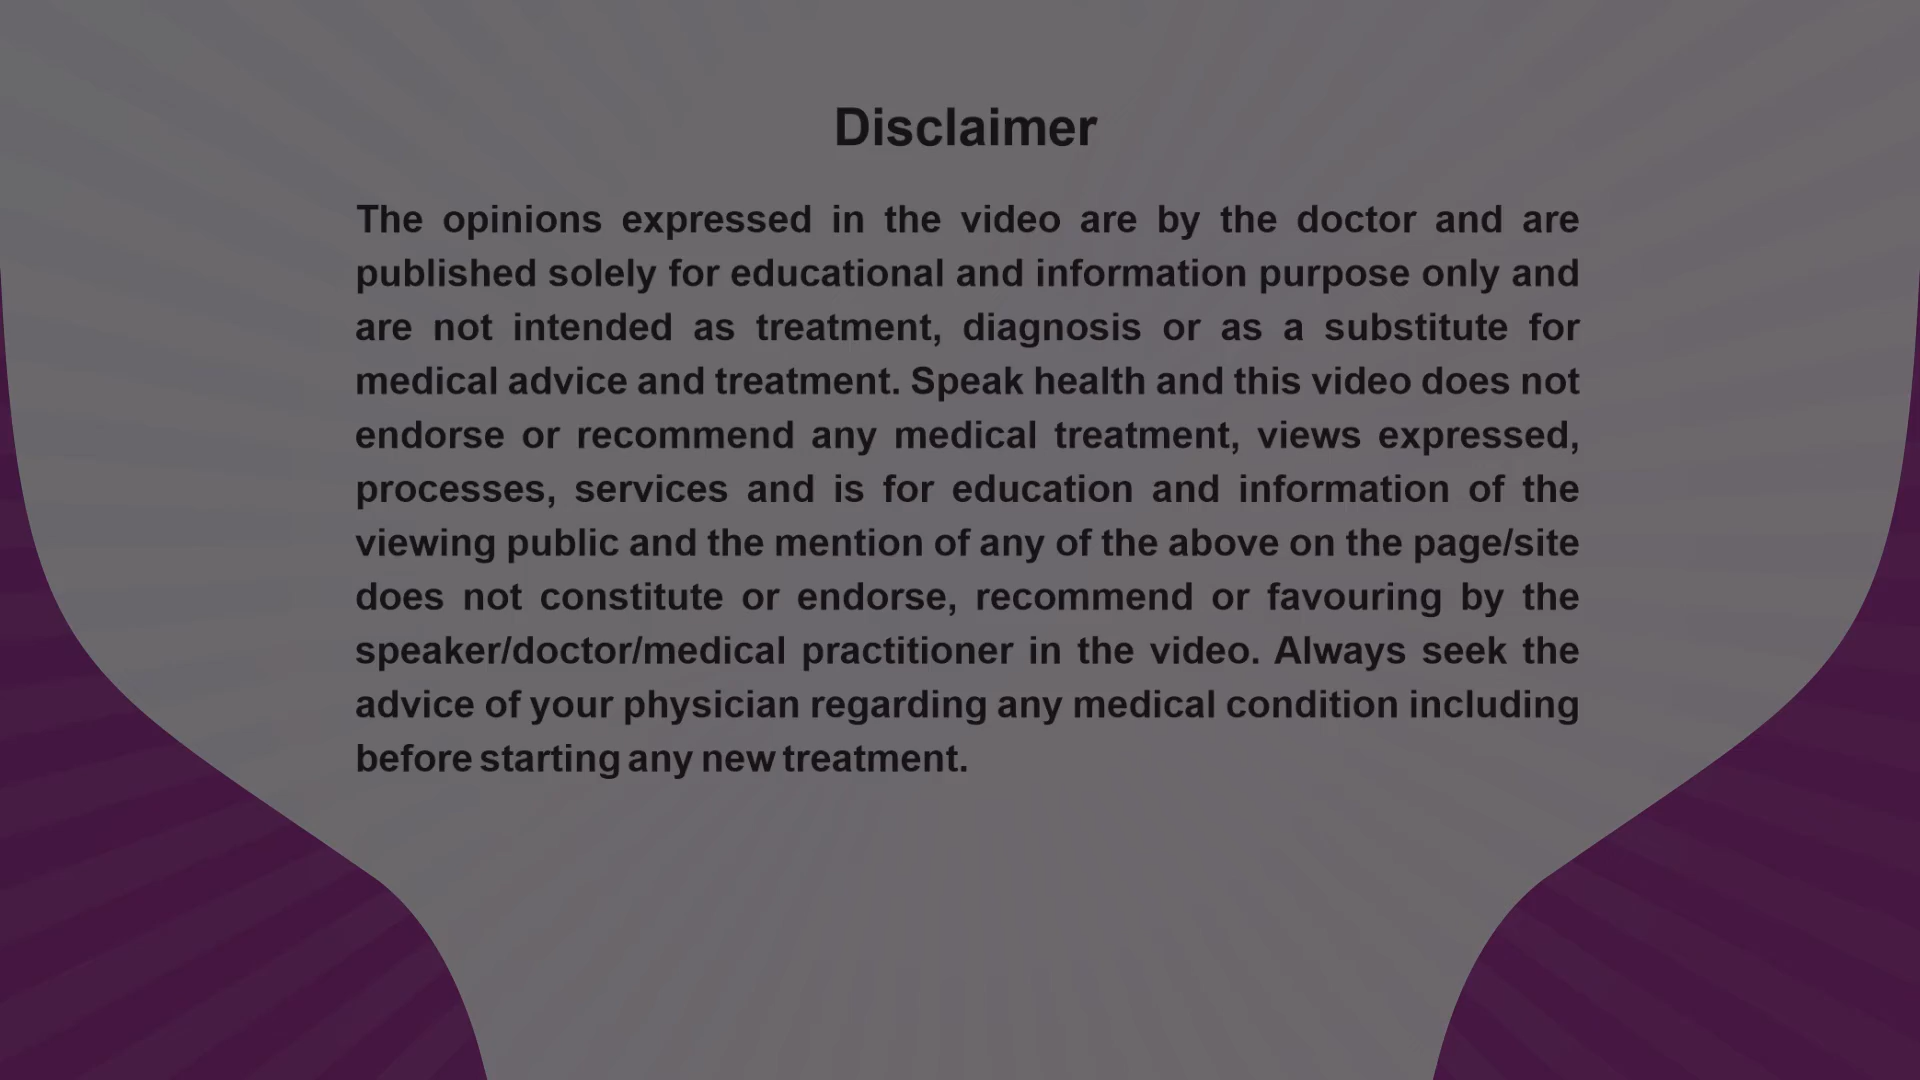 Disclaimer
The opinions expressed in the video are by the doctor and are
published solely for educational and information purpose only and
are not intended as treatment, diagnosis or as a substitute for
medical advice and treatment. Speak health and this video does not
endorse or recommend any medical treatment, views expressed,
processes, services and is for education and information of the
viewing public and the mention of any of the above on the page/site
does not constitute or endorse, recommend or favouring by the
speaker/doctor/medical practitioner in the video. Always seek the
advice of your physician regarding any medical condition including
before starting any new treatment.